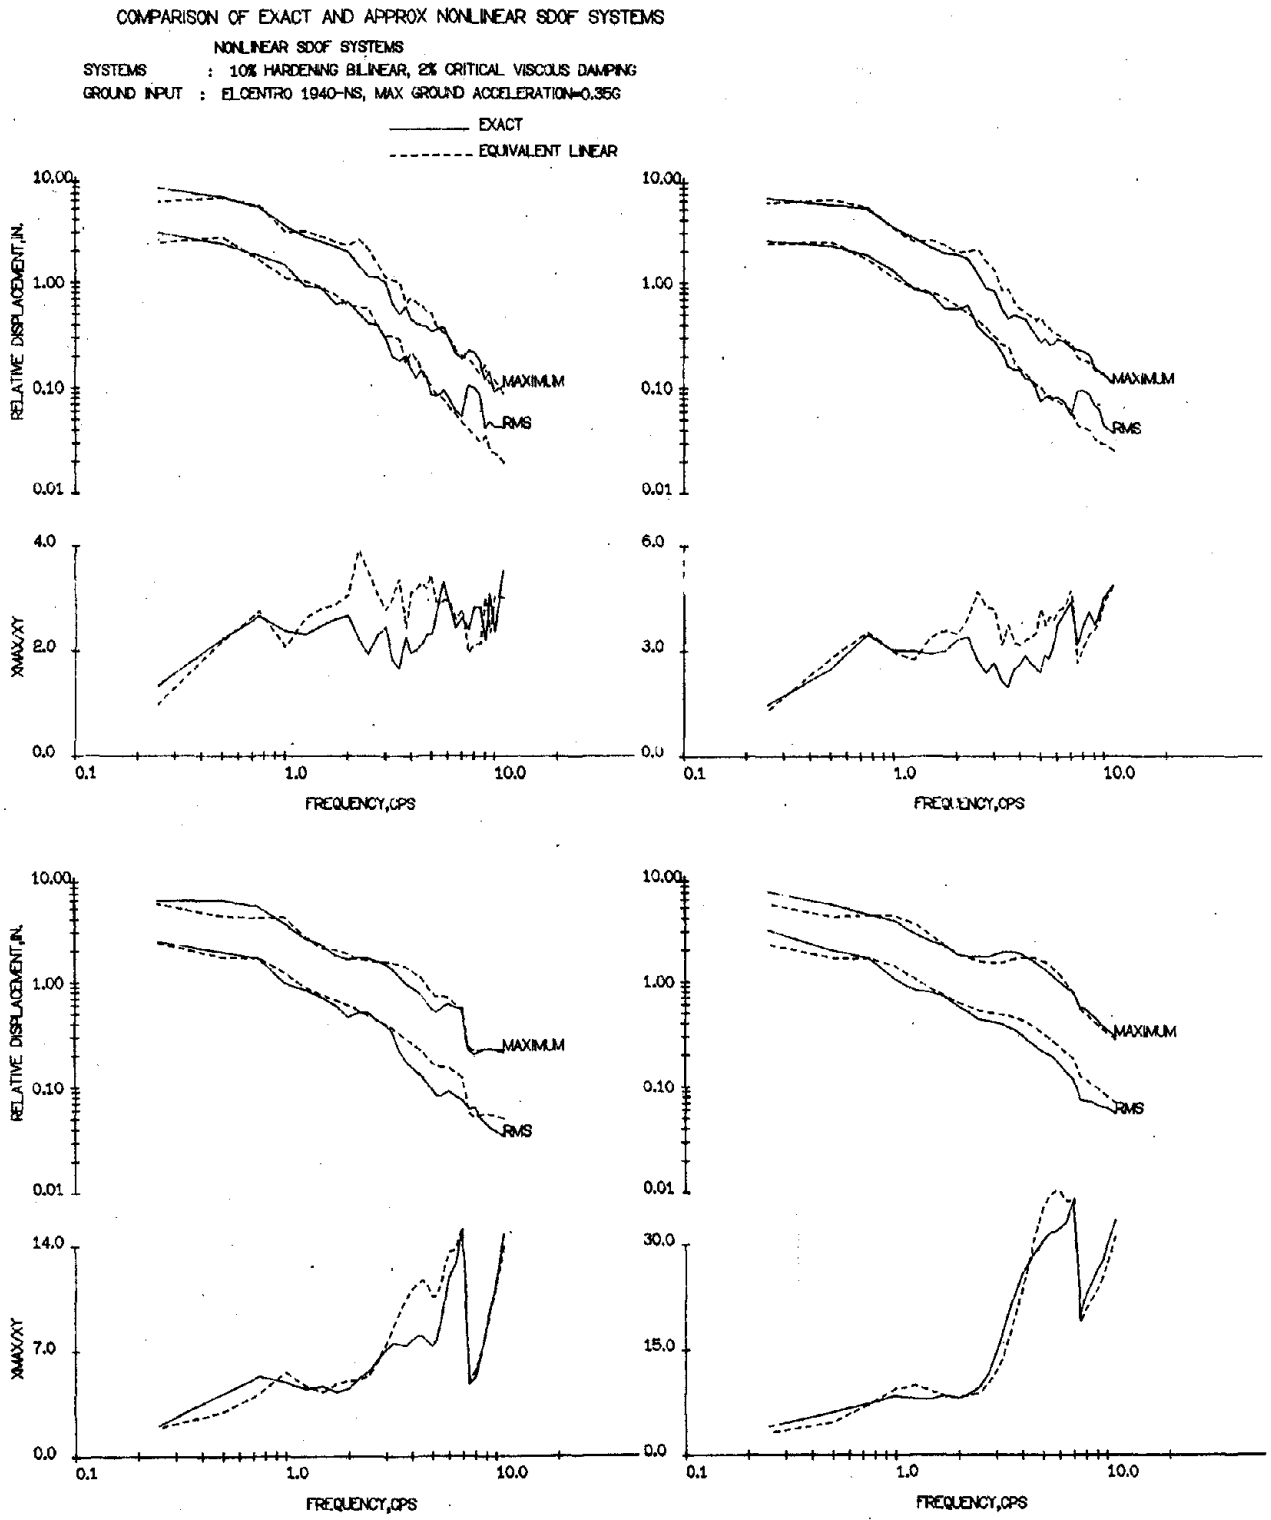 COMPARISON OF EXACT AND APPROX NONLINEAR SDOF SYSTEMS
NONLINEAR SDOF SYSTEMS
SYSTEMS : 10% HARDENING BILINEAR, 2% CRITICAL VISCOUS DAMPING
GROUND INPUT : ELCENTRO 1940-NS, MAX GROUND ACCELERATION=0.35G
EXACT
EQUIVALENT LINEAR
RELATIVE DISPLACEMENT,IN.
10.00
1.00
0.10
0.01
MAXIMUM
RMS
10.00
1.00
0.10
0.01
MAXIMUM
RMS
XMAX/XY
4.0
2.0
0.0
0.1 1.0 10.0
FREQUENCY,CPS
6.0
3.0
0.0
0.1 1.0 10.0
FREQUENCY,CPS
RELATIVE DISPLACEMENT,IN.
10.00
1.00
0.10
0.01
MAXIMUM
RMS
10.00
1.00
0.10
0.01
MAXIMUM
RMS
XMAX/XY
14.0
7.0
0.0
0.1 1.0 10.0
FREQUENCY,CPS
30.0
15.0
0.0
0.1 1.0 10.0
FREQUENCY,CPS